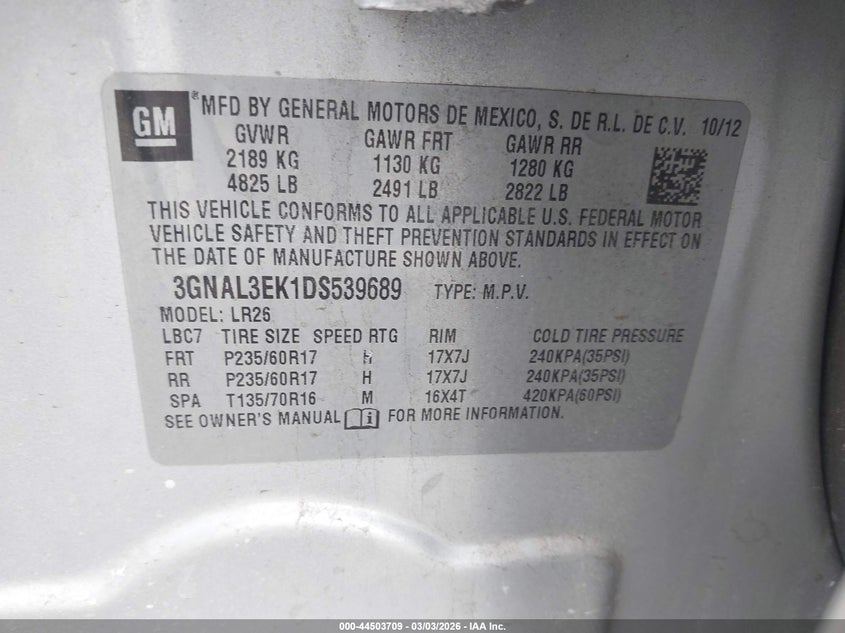 GM
*MFD BY GENERAL MOTORS DE MEXICO, S. DE R.L. DE C.V. 10/12
GVWR GAWR FRT GAWR RR
2189 KG 1130 KG 1280 KG
4825 LB 2491 LB 2822 LB
THIS VEHICLE CONFORMS TO ALL APPLICABLE U.S. FEDERAL MOTOR
VEHICLE SAFETY AND THEFT PREVENTION STANDARDS IN EFFECT ON
THE DATE OF MANUFACTURE SHOWN ABOVE.
3GNAL3EK1DS539689 TYPE: M.P.V.
MODEL: LR26
LBC7 TIRE SIZE SPEED RTG RIM COLD TIRE PRESSURE
FRT P235/60R17 H 17X7J 240KPA(35PSI)
RR P235/60R17 H 17X7J 240KPA(35PSI)
SPA T135/70R16 M 16X4T 420KPA(60PSI)
SEE OWNER'S MANUAL i FOR MORE INFORMATION.
000-44503709 - 03/03/2026 - IAA Inc.